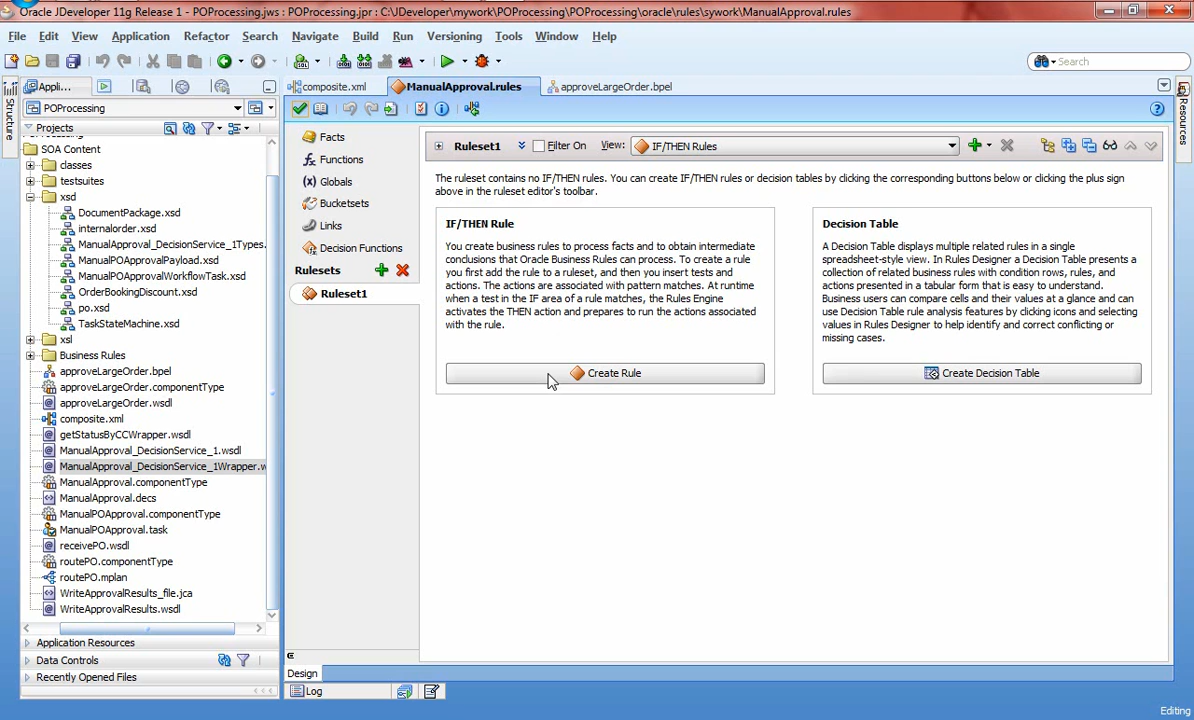 Oracle JDeveloper 11g Release 1 - POProcessing.jws : POProcessing.jpr : C:\JDeveloper\mywork\POProcessing\POProcessing\oracle\rules\sywork\ManualApproval.rules
File Edit View Application Refactor Search Navigate Build Run Versioning Tools Window Help
Search
Structure
Appli...
POProcessing
Projects
SOA Content
classes
testsuites
xsd
DocumentPackage.xsd
internalorder.xsd
ManualApproval_DecisionService_1Types.
ManualPOApprovalPayload.xsd
ManualPOApprovalWorkflowTask.xsd
OrderBookingDiscount.xsd
po.xsd
TaskStateMachine.xsd
xsl
Business Rules
approveLargeOrder.bpel
approveLargeOrder.componentType
approveLargeOrder.wsdl
composite.xml
getStatusByCCWrapper.wsdl
ManualApproval_DecisionService_1.wsdl
ManualApproval_DecisionService_1Wrapper.w
ManualApproval.componentType
ManualApproval.decs
ManualPOApproval.componentType
ManualPOApproval.task
receivePO.wsdl
routePO.componentType
routePO.mplan
WriteApprovalResults_file.jca
WriteApprovalResults.wsdl
Application Resources
Data Controls
Recently Opened Files
composite.xml ManualApproval.rules approveLargeOrder.bpel
Facts
Functions
Globals
Bucketsets
Links
Decision Functions
Rulesets
Ruleset1
Ruleset1 Filter On View: IF/THEN Rules
The ruleset contains no IF/THEN rules. You can create IF/THEN rules or decision tables by clicking the corresponding buttons below or clicking the plus sign
above in the ruleset editor's toolbar.
IF/THEN Rule
You create business rules to process facts and to obtain intermediate
conclusions that Oracle Business Rules can process. To create a rule
you first add the rule to a ruleset, and then you insert tests and
actions. The actions are associated with pattern matches. At runtime
when a test in the IF area of a rule matches, the Rules Engine
activates the THEN action and prepares to run the actions associated
with the rule.
Create Rule
Decision Table
A Decision Table displays multiple related rules in a single
spreadsheet-style view. In Rules Designer a Decision Table presents a
collection of related business rules with condition rows, rules, and
actions presented in a tabular form that is easy to understand.
Business users can compare cells and their values at a glance and can
use Decision Table rule analysis features by clicking icons and selecting
values in Rules Designer to help identify and correct conflicting or
missing cases.
Create Decision Table
Resources
Design
Log
Editing